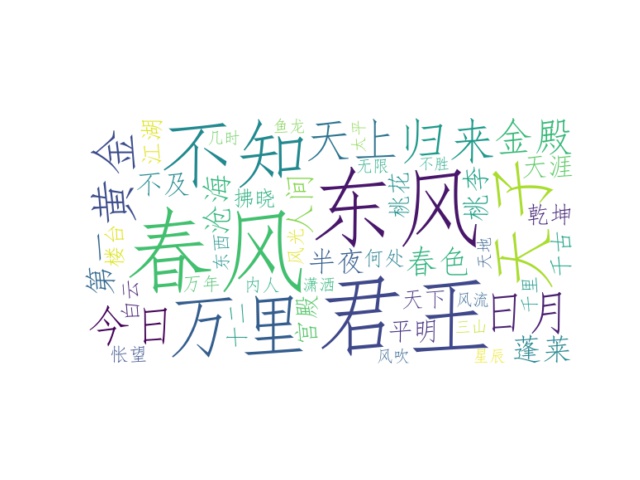 黄金
江湖
不知
几时
鱼龙
天上
太平
归来
金殿
不及
沧海
拂晓
人间
无限
不胜
桃花
桃李
天子
天涯
第一
楼台
春风
东西
风光
东风
乾坤
千古
白云
万年
内人
潇洒
半夜
何处
春色
天地
今日
万里
十二
宫殿
君王
天下
风流
平明
三山
日月
千里
怅望
风吹
星辰
蓬莱